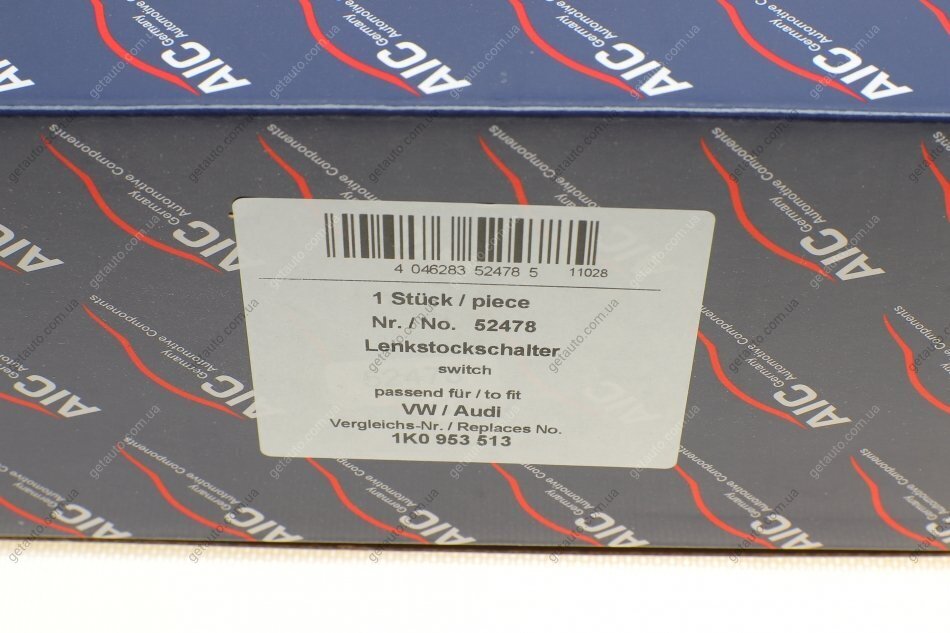 AIC Germany Automotive Components
4 046283 52478 5 11028
1 Stück / piece
Nr. / No. 52478
Lenkstockschalter
switch
passend für / to fit
VW / Audi
Vergleichs-Nr. / Replaces No.
1K0 953 513
getauto.com.ua